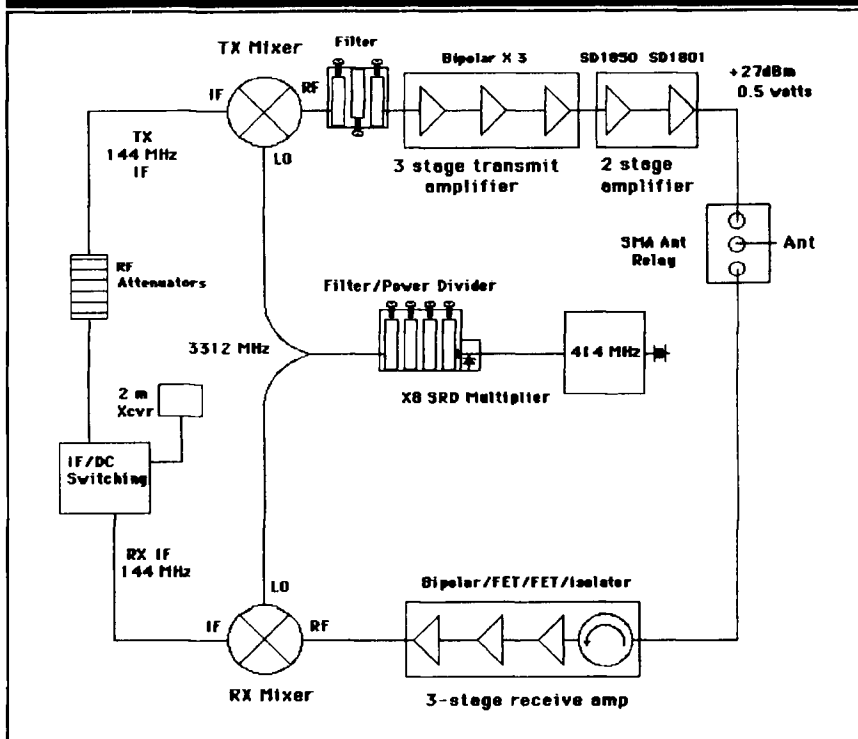 TX Mixer
Filter
Bipolar X 3
SD1850 SD1801
+27dBm
0.5 watts
IF
RF
LO
TX
144 MHz
IF
3 stage transmit
amplifier
2 stage
amplifier
SMA Ant
Relay
Ant
RF
Attenuators
Filter/Power Divider
3312 MHz
414 MHz
X8 SRD Multiplier
2 m
Xcvr
IF/DC
Switching
RX IF
144 MHz
LO
Bipolar/FET/FET/Isolator
IF
RF
RX Mixer
3-stage receive amp